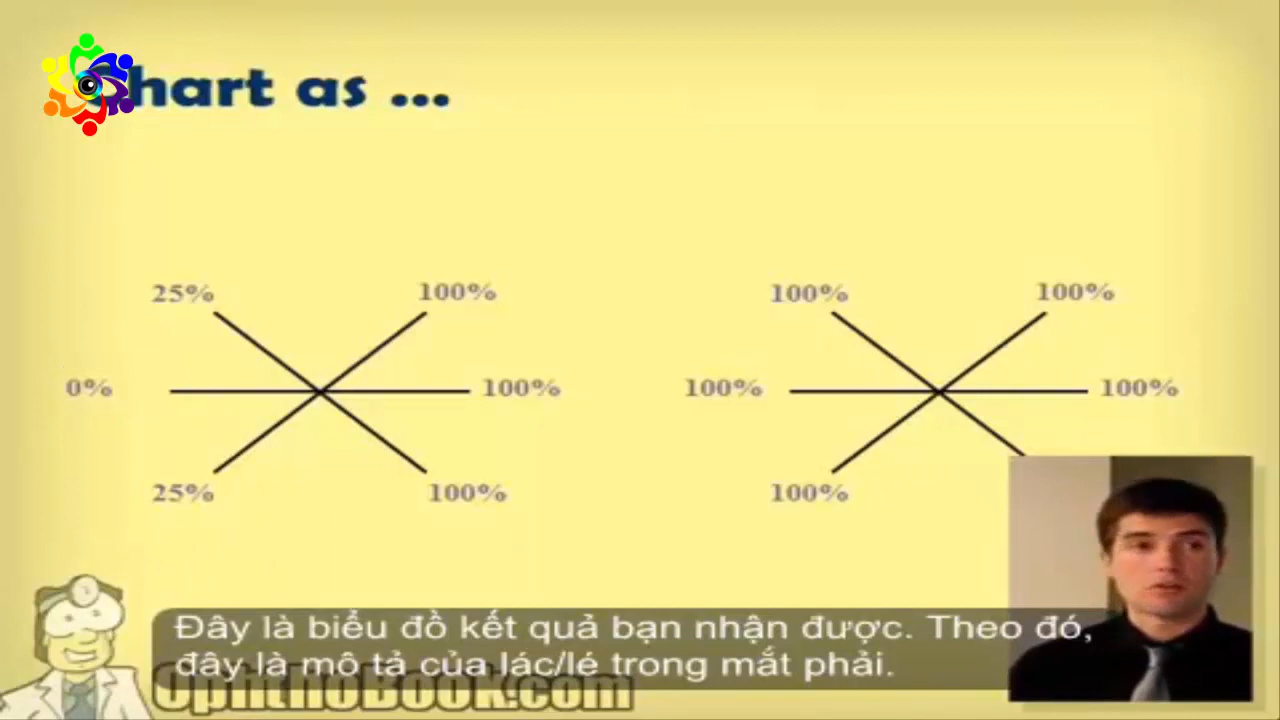 Chart as ...
25% 100% 100% 100%
0% 100% 100% 100%
25% 100% 100%
Đây là biểu đồ kết quả bạn nhận được. Theo đó,
đây là mô tả của lác/lé trong mắt phải.
OphthoBook.com